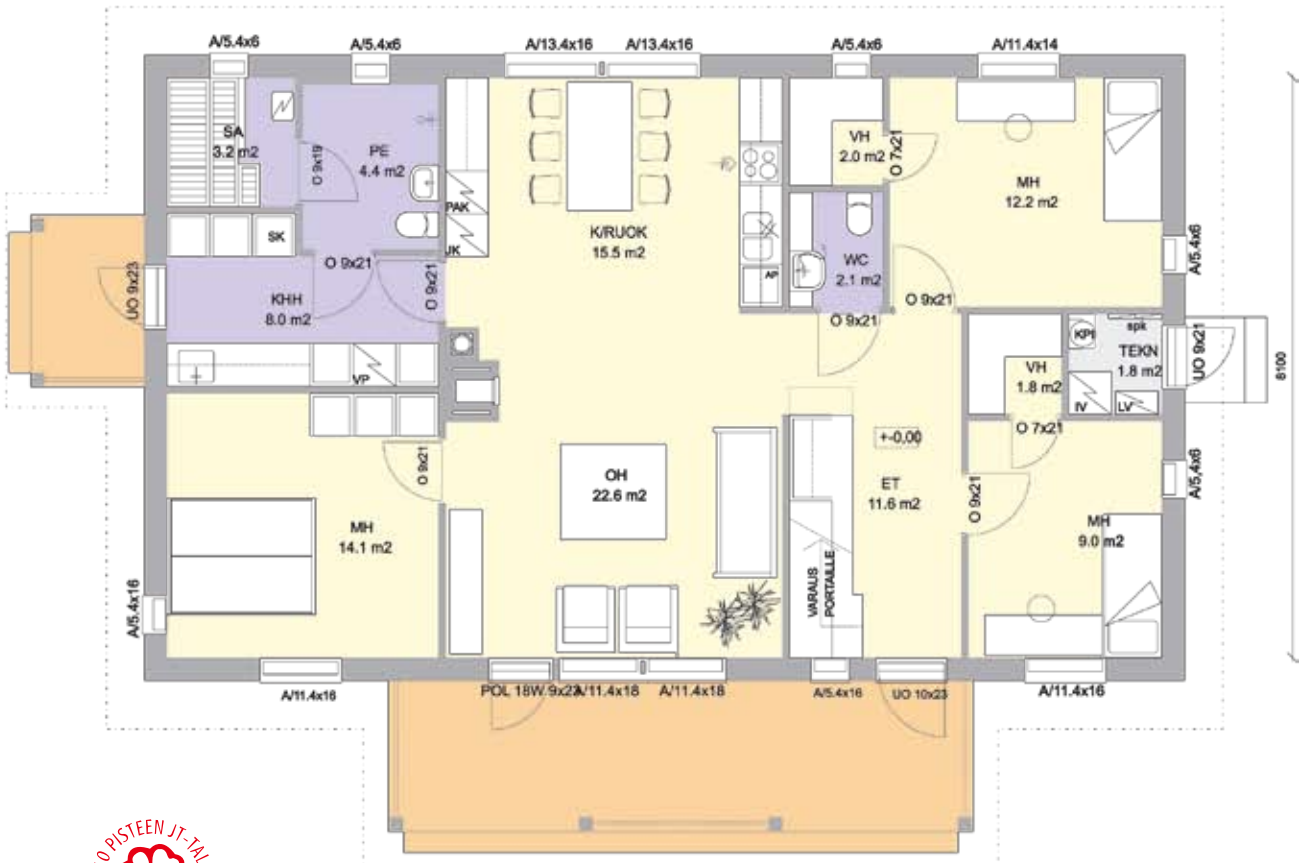 A/5.4x6
A/5.4x6
A/13.4x16
A/13.4x16
A/5.4x6
A/11.4x14
SA
3.2 m2
O 9x19
PE
4.4 m2
PAK
JK
K/RUOK
15.5 m2
VH
2.0 m2
O 7x21
MH
12.2 m2
SK
O 9x21
UO 9x23
KHH
8.0 m2
O 9x21
AP
WC
2.1 m2
O 9x21
O 9x21
A/5.4x6
VP
KPI
spk
TEKN
1.8 m2
IV
LV
UO 9x21
8100
VH
1.8 m2
O 7x21
+-0,00
O 9x21
OH
22.6 m2
ET
11.6 m2
O 9x21
A/5,4x6
MH
14.1 m2
MH
9.0 m2
VARAUS
PORTAILLE
A/5.4x16
A/11.4x16
POL 18W 9x23
A/11.4x18
A/11.4x18
A/5.4x16
UO 10x23
A/11.4x16
0 PISTEEN JT-TAL